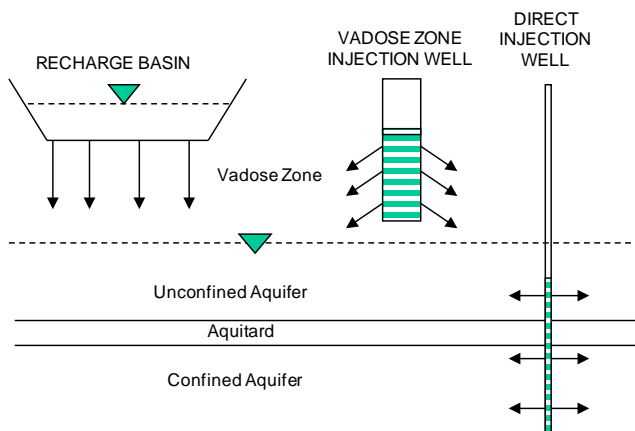 RECHARGE BASIN
VADOSE ZONE
INJECTION WELL
DIRECT
INJECTION
WELL
Vadose Zone
Unconfined Aquifer
Aquitard
Confined Aquifer